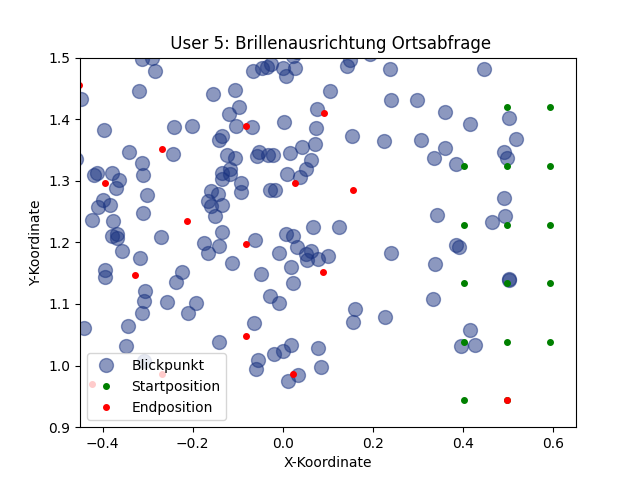 User 5: Brillenausrichtung Ortsabfrage
1.5
1.4
1.3
1.2
1.1
1.0
0.9
Y-Koordinate
Blickpunkt
Startposition
Endposition
−0.4 −0.2 0.0 0.2 0.4 0.6
X-Koordinate